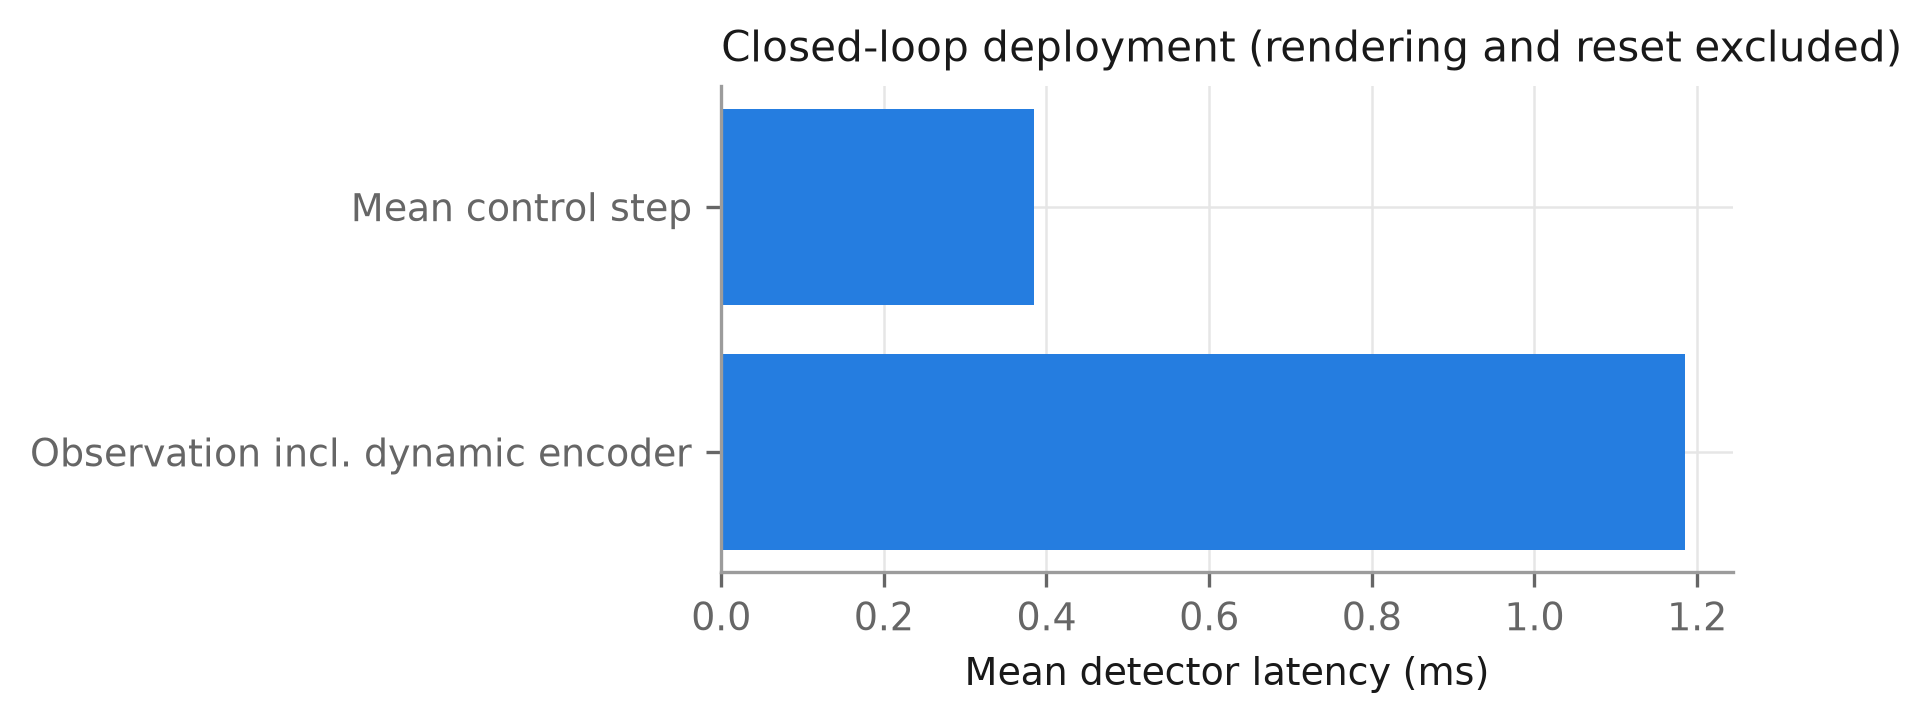 Closed-loop deployment (rendering and reset excluded)
Mean control step
Observation incl. dynamic encoder
0.0 0.2 0.4 0.6 0.8 1.0 1.2
Mean detector latency (ms)